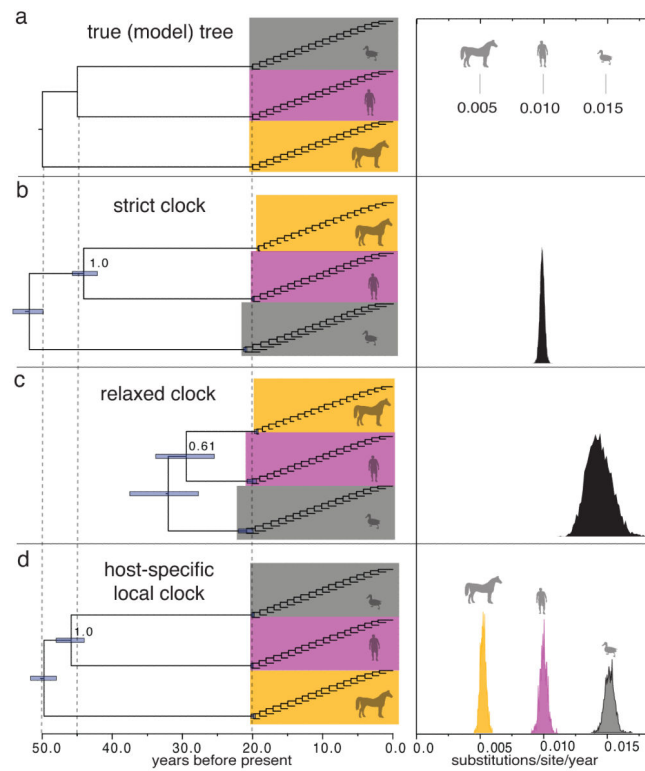 a
true (model) tree
0.005 0.010 0.015
b
strict clock
1.0
c
relaxed clock
0.61
d
host-specific
local clock
1.0
50.0 40.0 30.0 20.0 10.0 0.0
years before present
0.0 0.005 0.010 0.015
substitutions/site/year